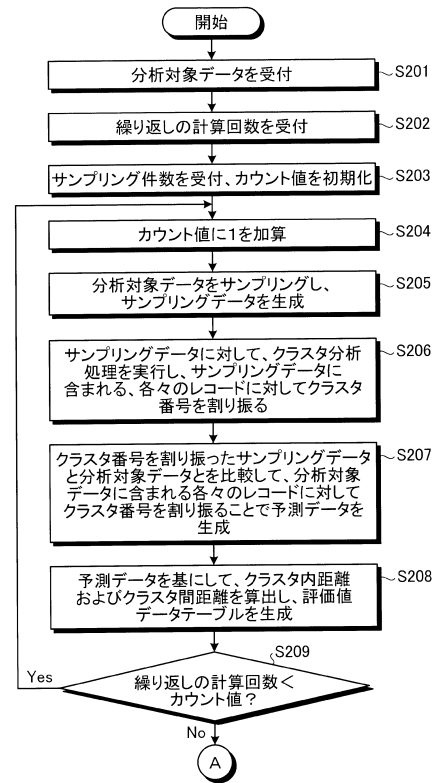 開始
分析対象データを受付
S201
繰り返しの計算回数を受付
S202
サンプリング件数を受付、カウント値を初期化
S203
カウント値に1を加算
S204
分析対象データをサンプリングし、
サンプリングデータを生成
S205
サンプリングデータに対して、クラスタ分析
処理を実行し、サンプリングデータに
含まれる、各々のレコードに対してクラスタ
番号を割り振る
S206
クラスタ番号を割り振ったサンプリングデータ
と分析対象データとを比較して、分析対象
データに含まれる各々のレコードに対して
クラスタ番号を割り振ることで予測データを
生成
S207
予測データを基にして、クラスタ内距離
およびクラスタ間距離を算出し、評価値
データテーブルを生成
S208
S209
繰り返しの計算回数<
カウント値?
Yes
No
A